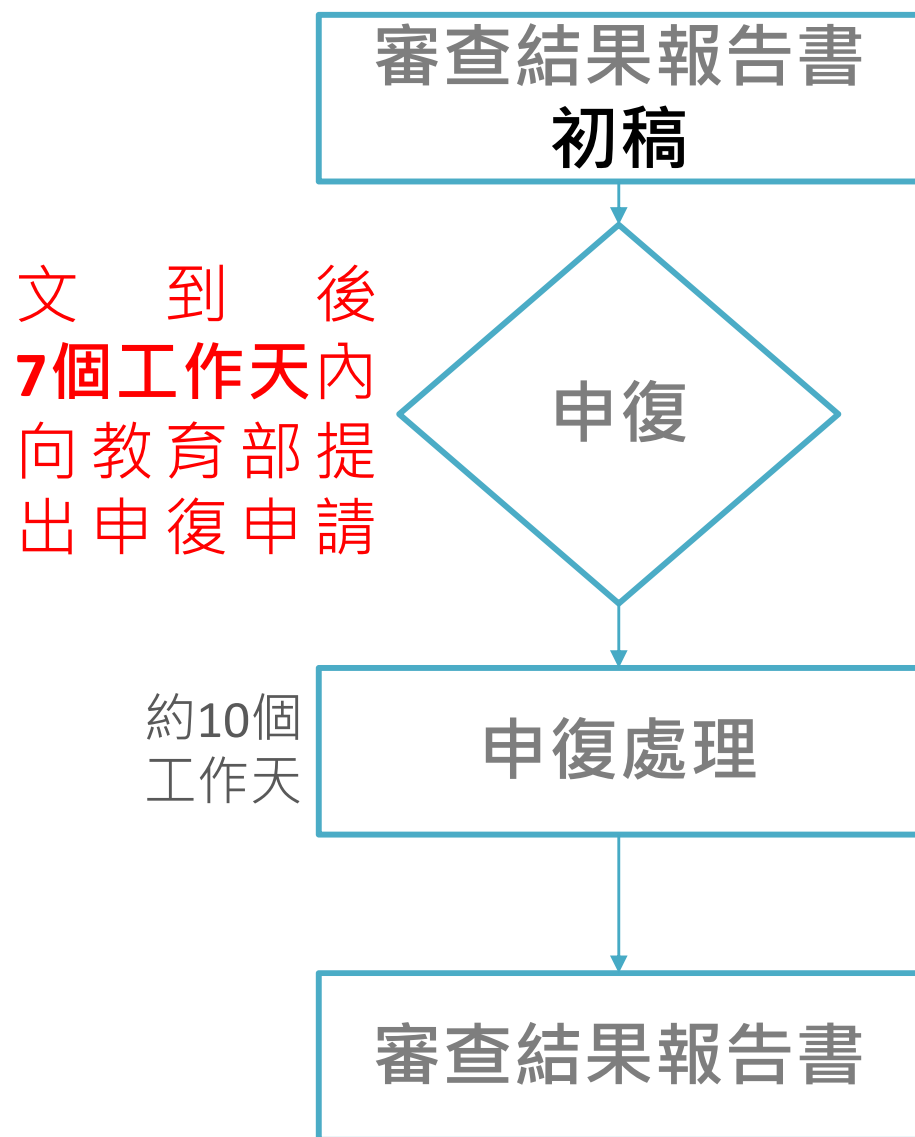 審查結果報告書
初稿
文到後
7個工作天內
向教育部提
出申復申請
申復
約10個
工作天
申復處理
審查結果報告書